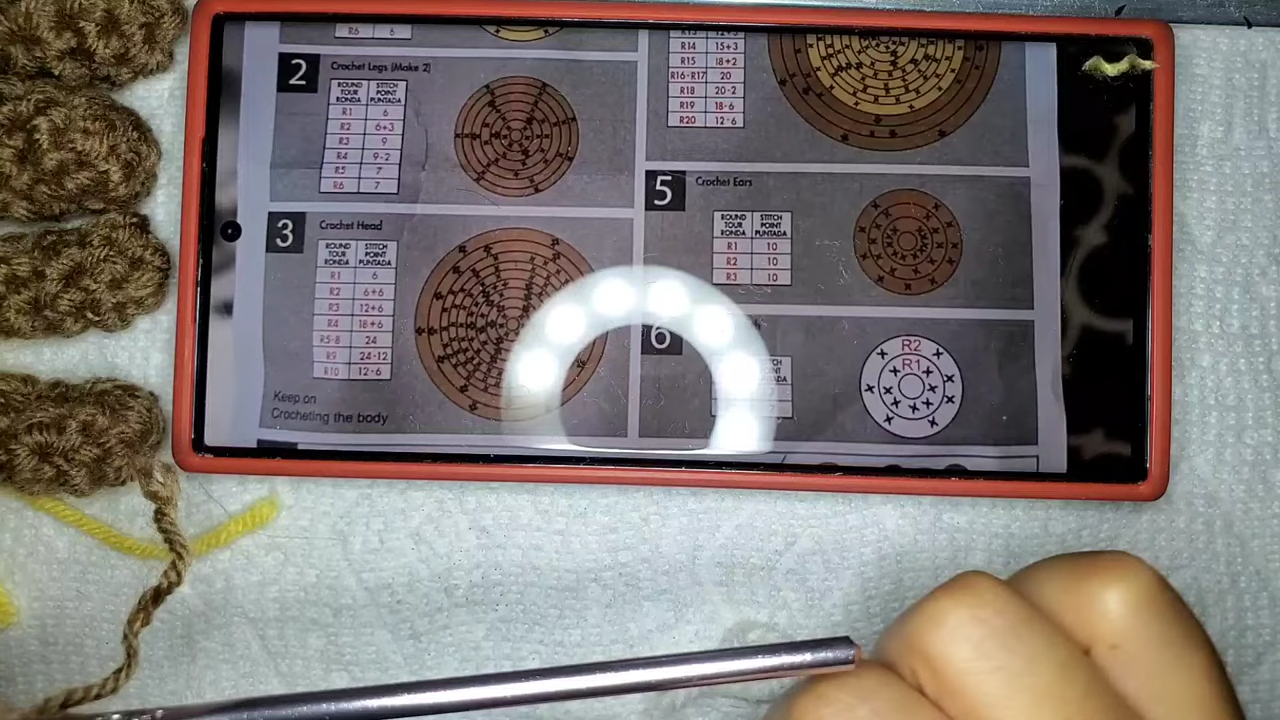 R6 6
2
Crochet Legs (Make 2)
ROUND TOUR RONDA STITCH POINT PUNTADA
R1 6
R2 6+3
R3 9
R4 9-2
R5 7
R6 7
3
Crochet Head
ROUND TOUR RONDA STITCH POINT PUNTADA
R1 6
R2 6+6
R3 12+6
R4 18+6
R5-8 24
R9 24-12
R10 12-6
Keep on
Crocheting the body
R13 12+3
R14 15+3
R15 18+2
R16-R17 20
R18 20-2
R19 18-6
R20 12-6
5
Crochet Ears
ROUND TOUR RONDA STITCH POINT PUNTADA
R1 10
R2 10
R3 10
6
R2
R1